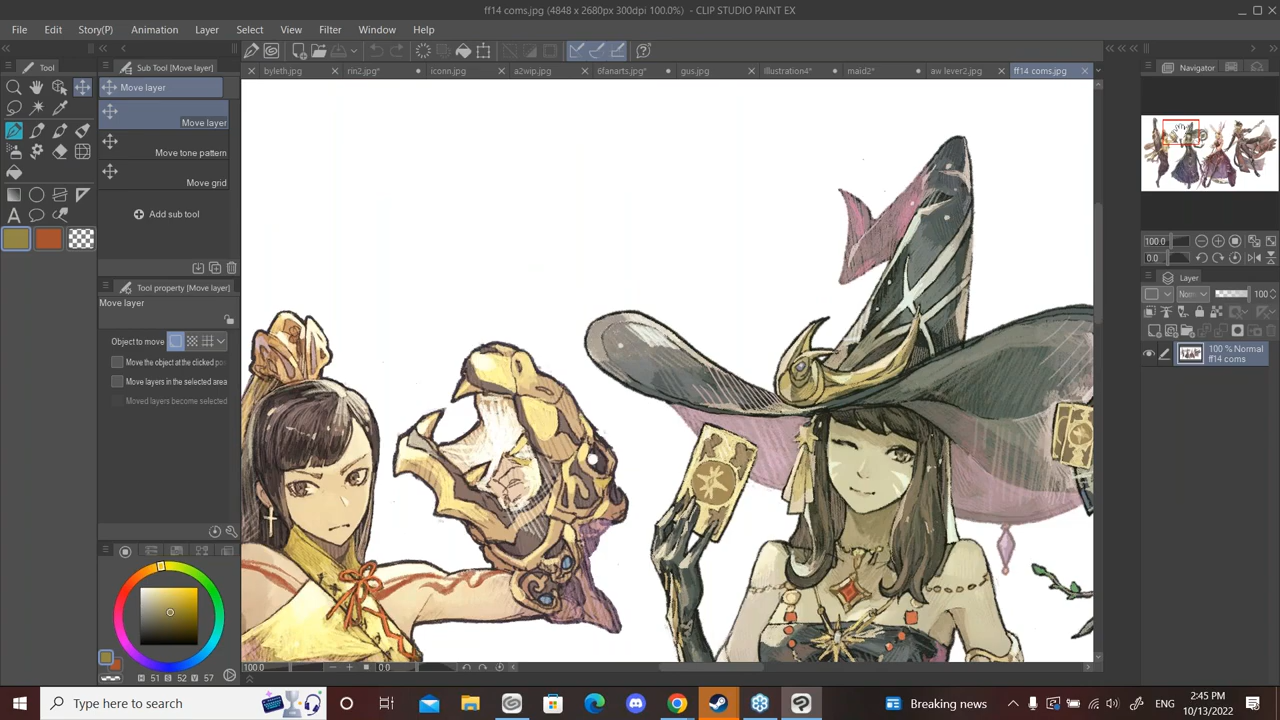 ff14 coms.jpg (4848 x 2680px 300dpi 100.0%)  - CLIP STUDIO PAINT EX
File Edit Story(P) Animation Layer Select View Filter Window Help
Tool
Sub Tool [Move layer]
byleth.jpg rin2.jpg* iconn.jpg a2wip.jpg 6fanarts.jpg* gus.jpg illustration4* maid2* aw lever2.jpg ff14 coms.jpg
Navigator
Move layer
Move layer
Move tone pattern
Move grid
Add sub tool
100.0
0.0
Tool property [Move layer]
Move layer
Object to move
Move the object at the clicked po
Move layers in the selected area
Moved layers become selected
Layer
Nor 100
100 % Normal
ff14 coms
H 51 S 52 V 57
100.0 0.0
Type here to search
Breaking news
ENG
2:45 PM
10/13/2022